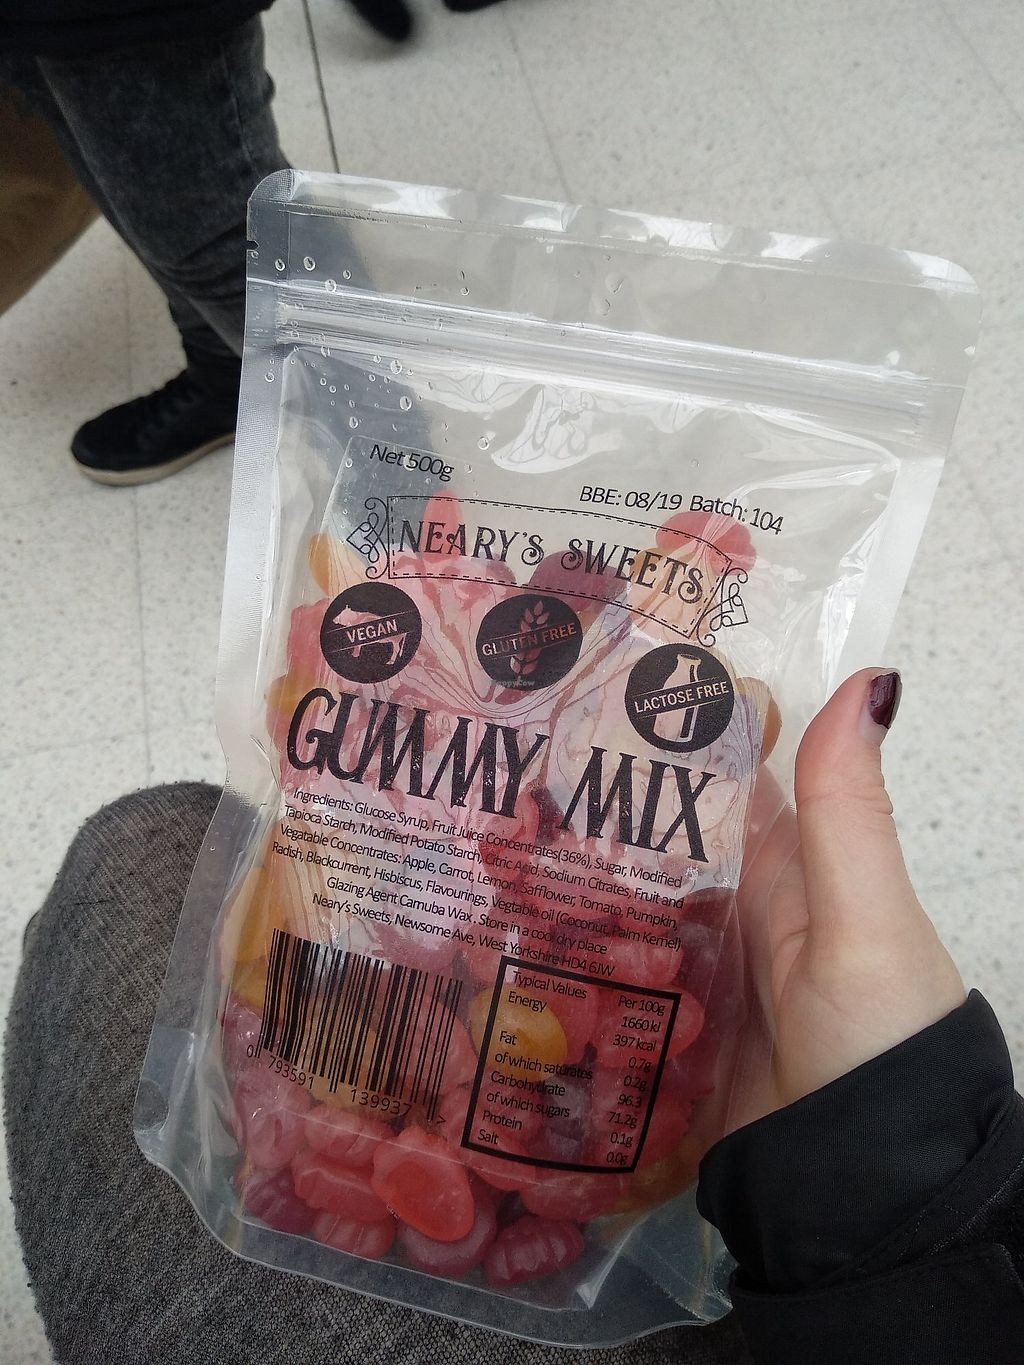 Net 500g
BBE: 08/19 Batch: 104
NEARY'S SWEETS
VEGAN
GLUTEN FREE
HappyCow
LACTOSE FREE
GUMMY MIX
Ingredients: Glucose Syrup, Fruit Juice Concentrates(36%), Sugar, Modified
Tapioca Starch, Modified Potato Starch, Citric Acid, Sodium Citrates, Fruit and
Vegatable Concentrates: Apple, Carrot, Lemon, Safflower, Tomato, Pumpkin,
Radish, Blackcurrent, Hisbiscus, Flavourings, Vegtable oil (Coconut, Palm Kernel)
Glazing Agent Carnuba Wax . Store in a cool dry place
Neary's Sweets, Newsome Ave, West Yorkshire HD4 6JW
Typical Values Per 100g
Energy 1660 kJ
397 kcal
Fat 0.7g
of which saturates 0.2g
Carbohydrate 96.3
of which sugars 71.2g
Protein 0.1g
Salt 0.0g
0 793591 139937 >